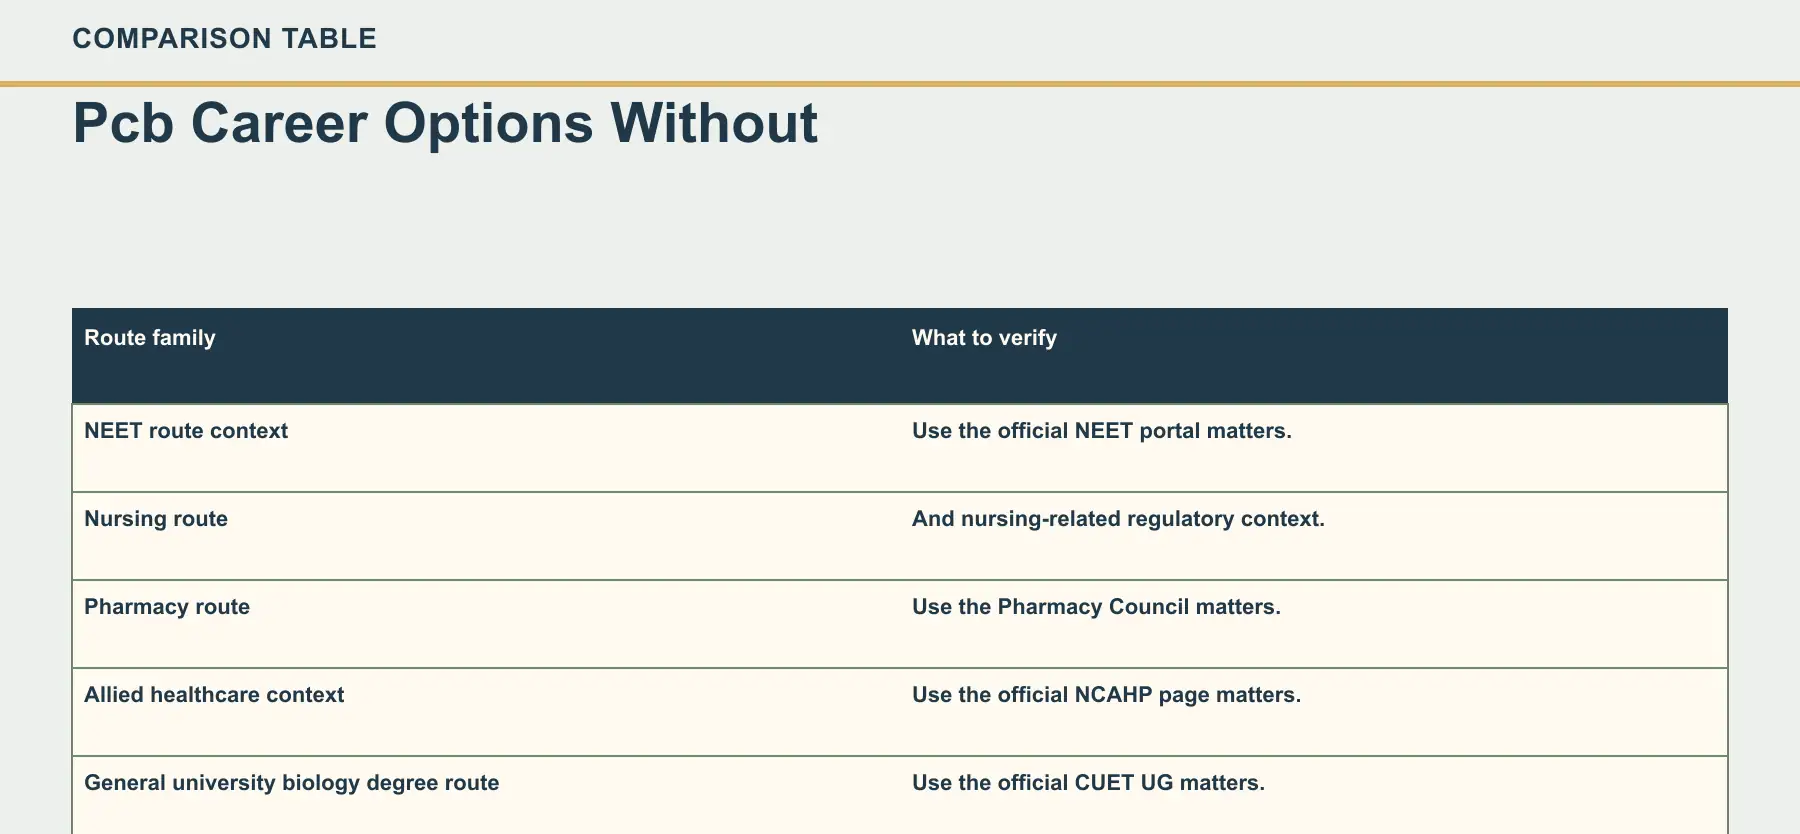 COMPARISON TABLE
Pcb Career Options Without
Route family What to verify
NEET route context Use the official NEET portal matters.
Nursing route And nursing-related regulatory context.
Pharmacy route Use the Pharmacy Council matters.
Allied healthcare context Use the official NCAHP page matters.
General university biology degree route Use the official CUET UG matters.